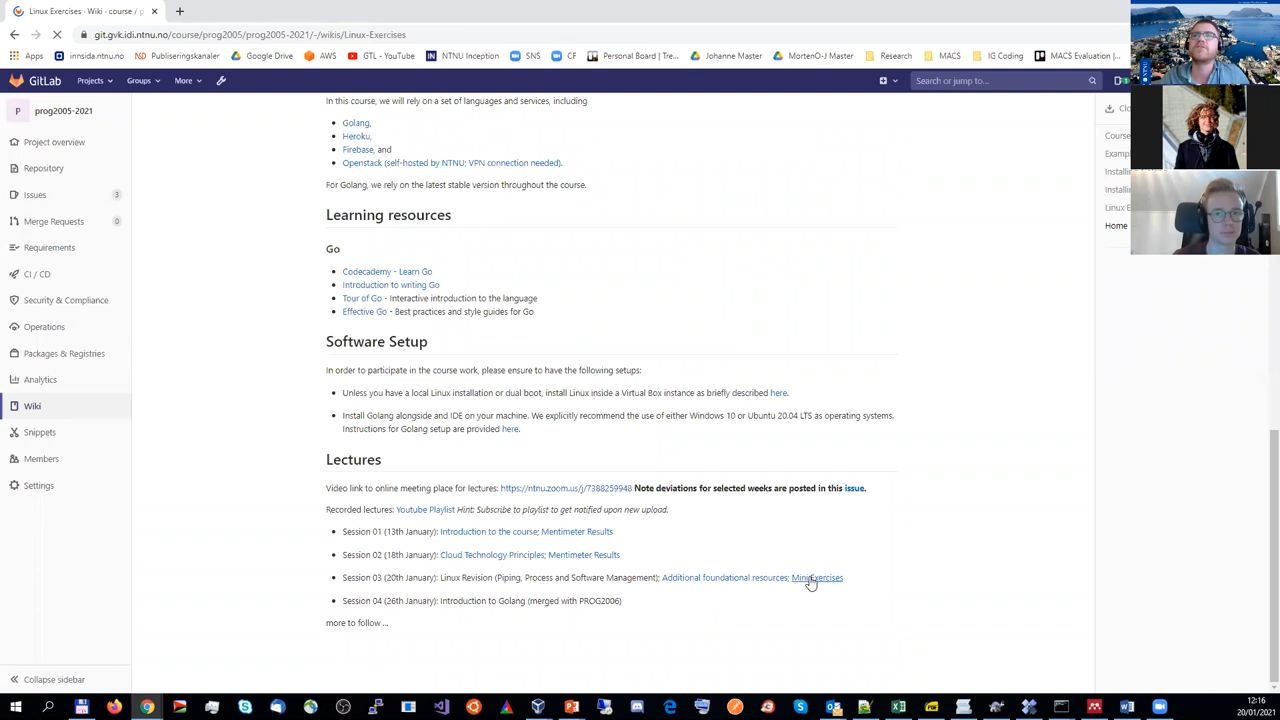 Linux Exercises · Wiki - course / p
git.gvk.idi.ntnu.no/course/prog2005/prog2005-2021/-/wikis/Linux-Exercises
Apps innsida.ntnu.no Publiseringskanaler Google Drive AWS GTL - YouTube NTNU Inception SNS CF Personal Board | Tre... Johanne Master MortenO-J Master Research MACS IG Coding MACS Evaluation [...
GitLab Projects Groups More Search or jump to...
P prog2005-2021
Project overview
Repository
Issues 3
Merge Requests 0
Requirements
CI / CD
Security & Compliance
Operations
Packages & Registries
Analytics
Wiki
Snippets
Members
Settings
Collapse sidebar
In this course, we will rely on a set of languages and services, including
Golang,
Heroku,
Firebase, and
Openstack (self-hosted by NTNU; VPN connection needed).
For Golang, we rely on the latest stable version throughout the course.
Learning resources
Go
Codecademy - Learn Go
Introduction to writing Go
Tour of Go - Interactive introduction to the language
Effective Go - Best practices and style guides for Go
Software Setup
In order to participate in the course work, please ensure to have the following setups:
Unless you have a local Linux installation or dual boot, install Linux inside a Virtual Box instance as briefly described here.
Install Golang alongside and IDE on your machine. We explicitly recommend the use of either Windows 10 or Ubuntu 20.04 LTS as operating systems.
Instructions for Golang setup are provided here.
Lectures
Video link to online meeting place for lectures: https://ntnu.zoom.us/j/7388259948 Note deviations for selected weeks are posted in this issue.
Recorded lectures: Youtube Playlist Hint: Subscribe to playlist to get notified upon new upload.
Session 01 (13th January): Introduction to the course; Mentimeter Results
Session 02 (18th January): Cloud Technology Principles; Mentimeter Results
Session 03 (20th January): Linux Revision (Piping, Process and Software Management); Additional foundational resources; Mini Exercises
Session 04 (26th January): Introduction to Golang (merged with PROG2006)
more to follow ...
Clo
Course
Examp
Installin
Installin
Linux E
Home
NTNU
12:16
20/01/2021